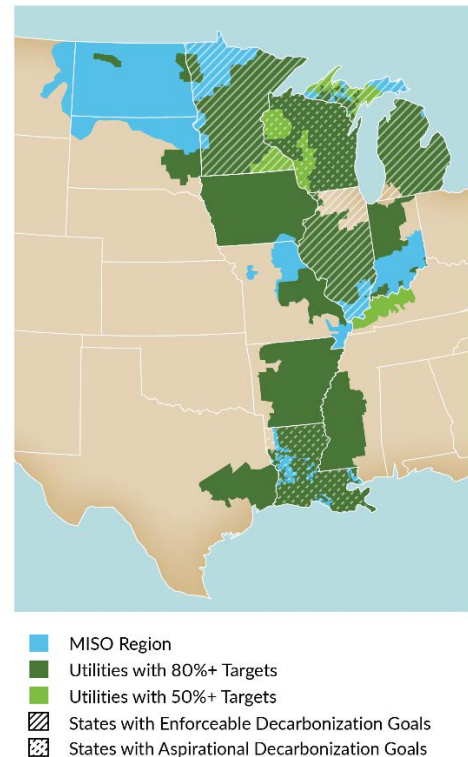 MISO Region
Utilities with 80%+ Targets
Utilities with 50%+ Targets
States with Enforceable Decarbonization Goals
States with Aspirational Decarbonization Goals